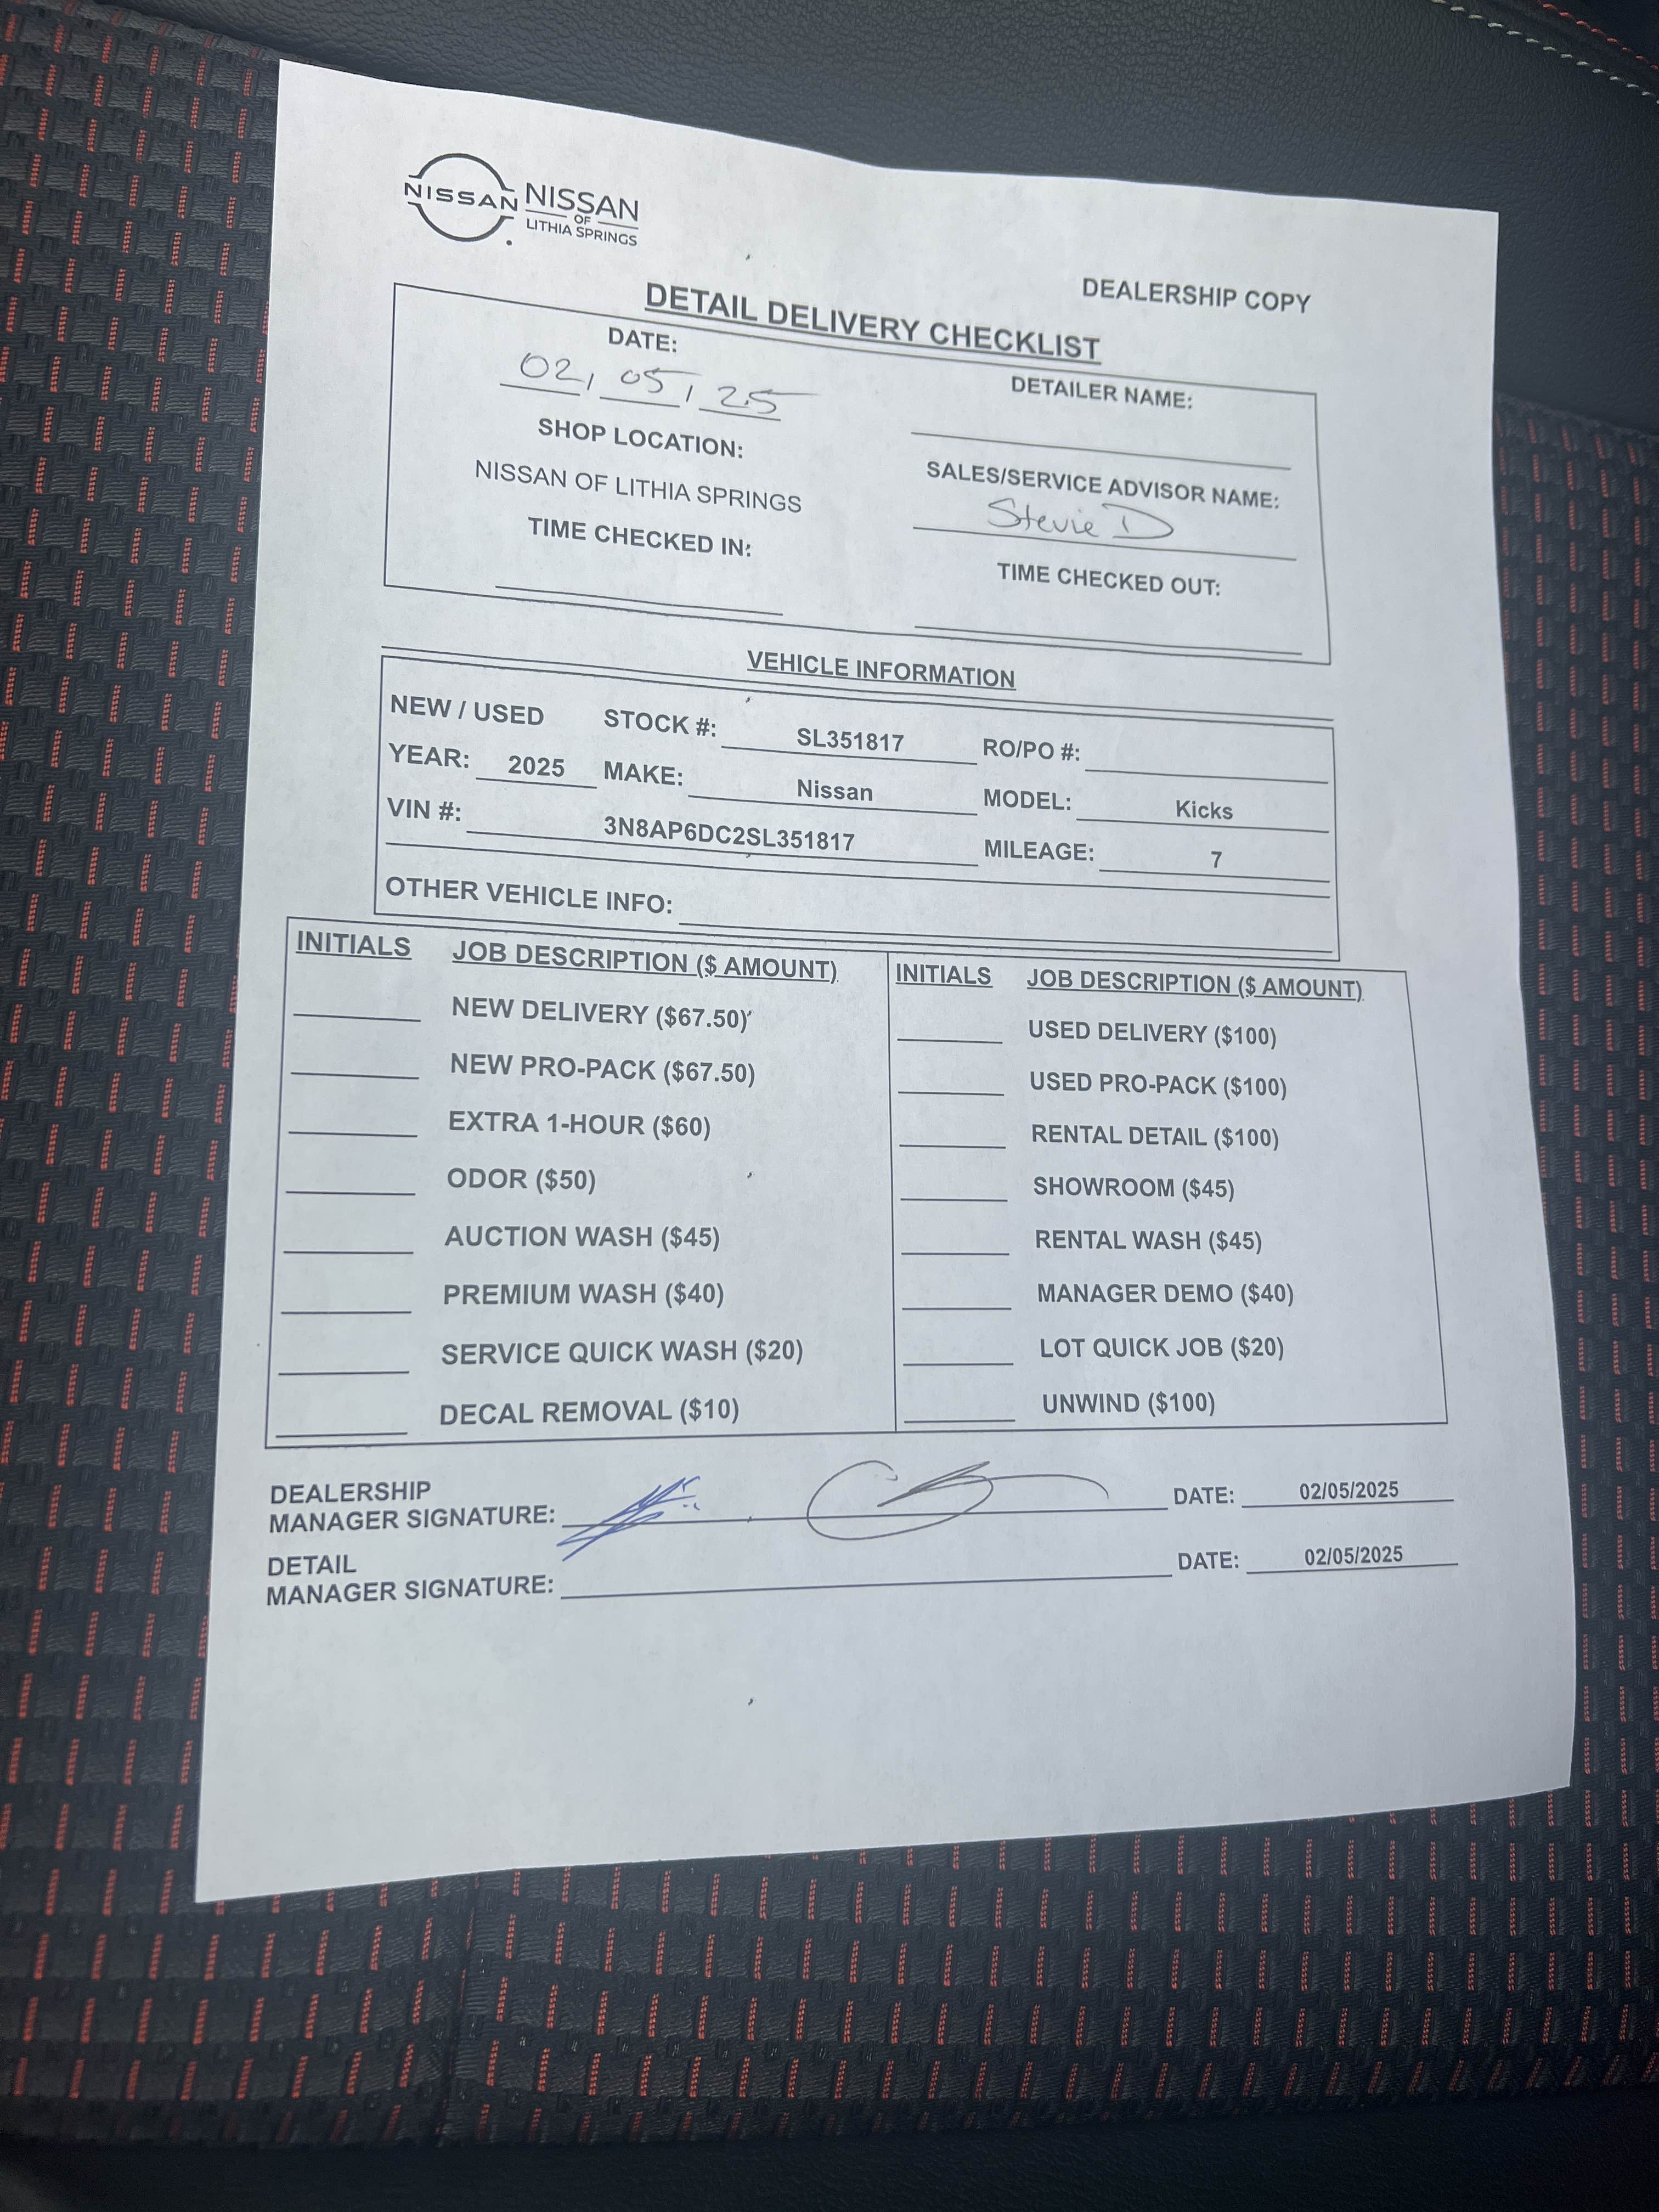 NISSAN NISSAN
OF
LITHIA SPRINGS
DEALERSHIP COPY
DETAIL DELIVERY CHECKLIST
DATE:
02, 05, 25
DETAILER NAME:
SHOP LOCATION:
NISSAN OF LITHIA SPRINGS
SALES/SERVICE ADVISOR NAME:
Stevie D
TIME CHECKED IN:
TIME CHECKED OUT:
VEHICLE INFORMATION
NEW / USED STOCK #: SL351817 RO/PO #:
YEAR: 2025 MAKE: Nissan MODEL: Kicks
VIN #: 3N8AP6DC2SL351817 MILEAGE: 7
OTHER VEHICLE INFO:
INITIALS JOB DESCRIPTION ($ AMOUNT)
NEW DELIVERY ($67.50)
NEW PRO-PACK ($67.50)
EXTRA 1-HOUR ($60)
ODOR ($50)
AUCTION WASH ($45)
PREMIUM WASH ($40)
SERVICE QUICK WASH ($20)
DECAL REMOVAL ($10)
INITIALS JOB DESCRIPTION ($ AMOUNT)
USED DELIVERY ($100)
USED PRO-PACK ($100)
RENTAL DETAIL ($100)
SHOWROOM ($45)
RENTAL WASH ($45)
MANAGER DEMO ($40)
LOT QUICK JOB ($20)
UNWIND ($100)
DEALERSHIP
MANAGER SIGNATURE: DATE: 02/05/2025
DETAIL
MANAGER SIGNATURE: DATE: 02/05/2025